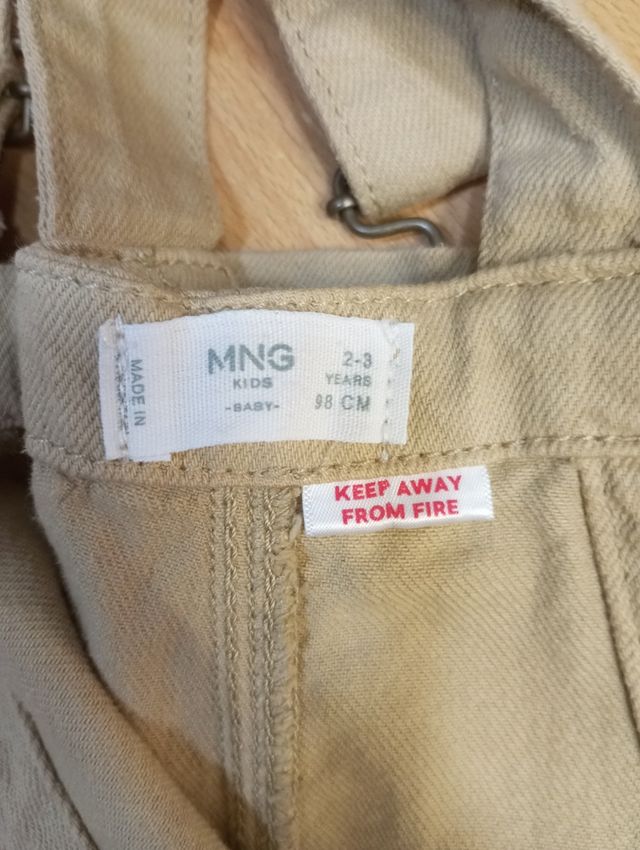 MADE IN
MNG
KIDS
-BABY-
2-3
YEARS
98 CM
KEEP AWAY
FROM FIRE